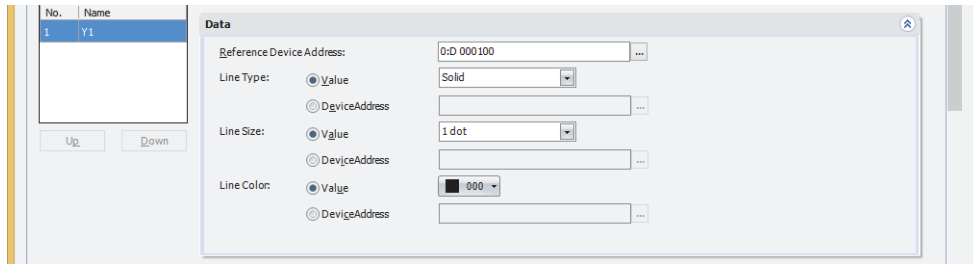 No. Name
1 Y1
Up Down
Data
Reference Device Address: 0:D 000100 ...
Line Type: Value Solid
DeviceAddress ...
Line Size: Value 1 dot
DeviceAddress ...
Line Color: Value 000
DeviceAddress ...